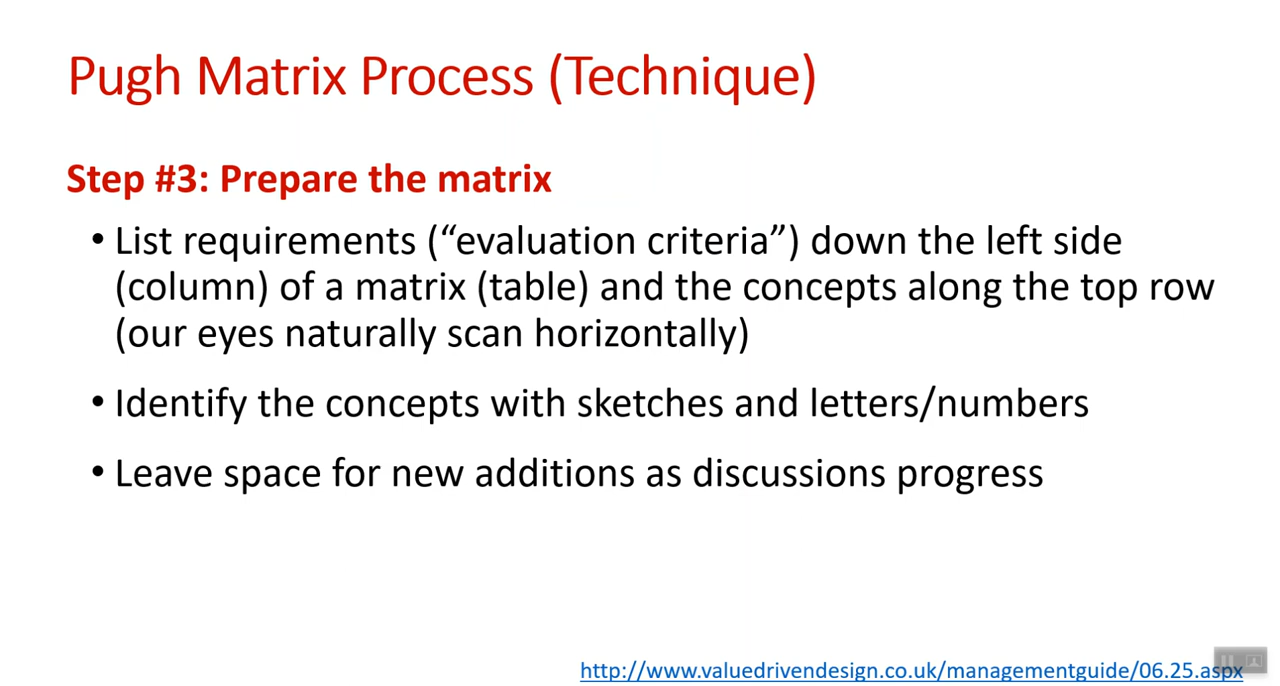 Pugh Matrix Process (Technique)
Step #3: Prepare the matrix
• List requirements (“evaluation criteria”) down the left side
(column) of a matrix (table) and the concepts along the top row
(our eyes naturally scan horizontally)
• Identify the concepts with sketches and letters/numbers
• Leave space for new additions as discussions progress
http://www.valuedrivendesign.co.uk/managementguide/06.25.aspx